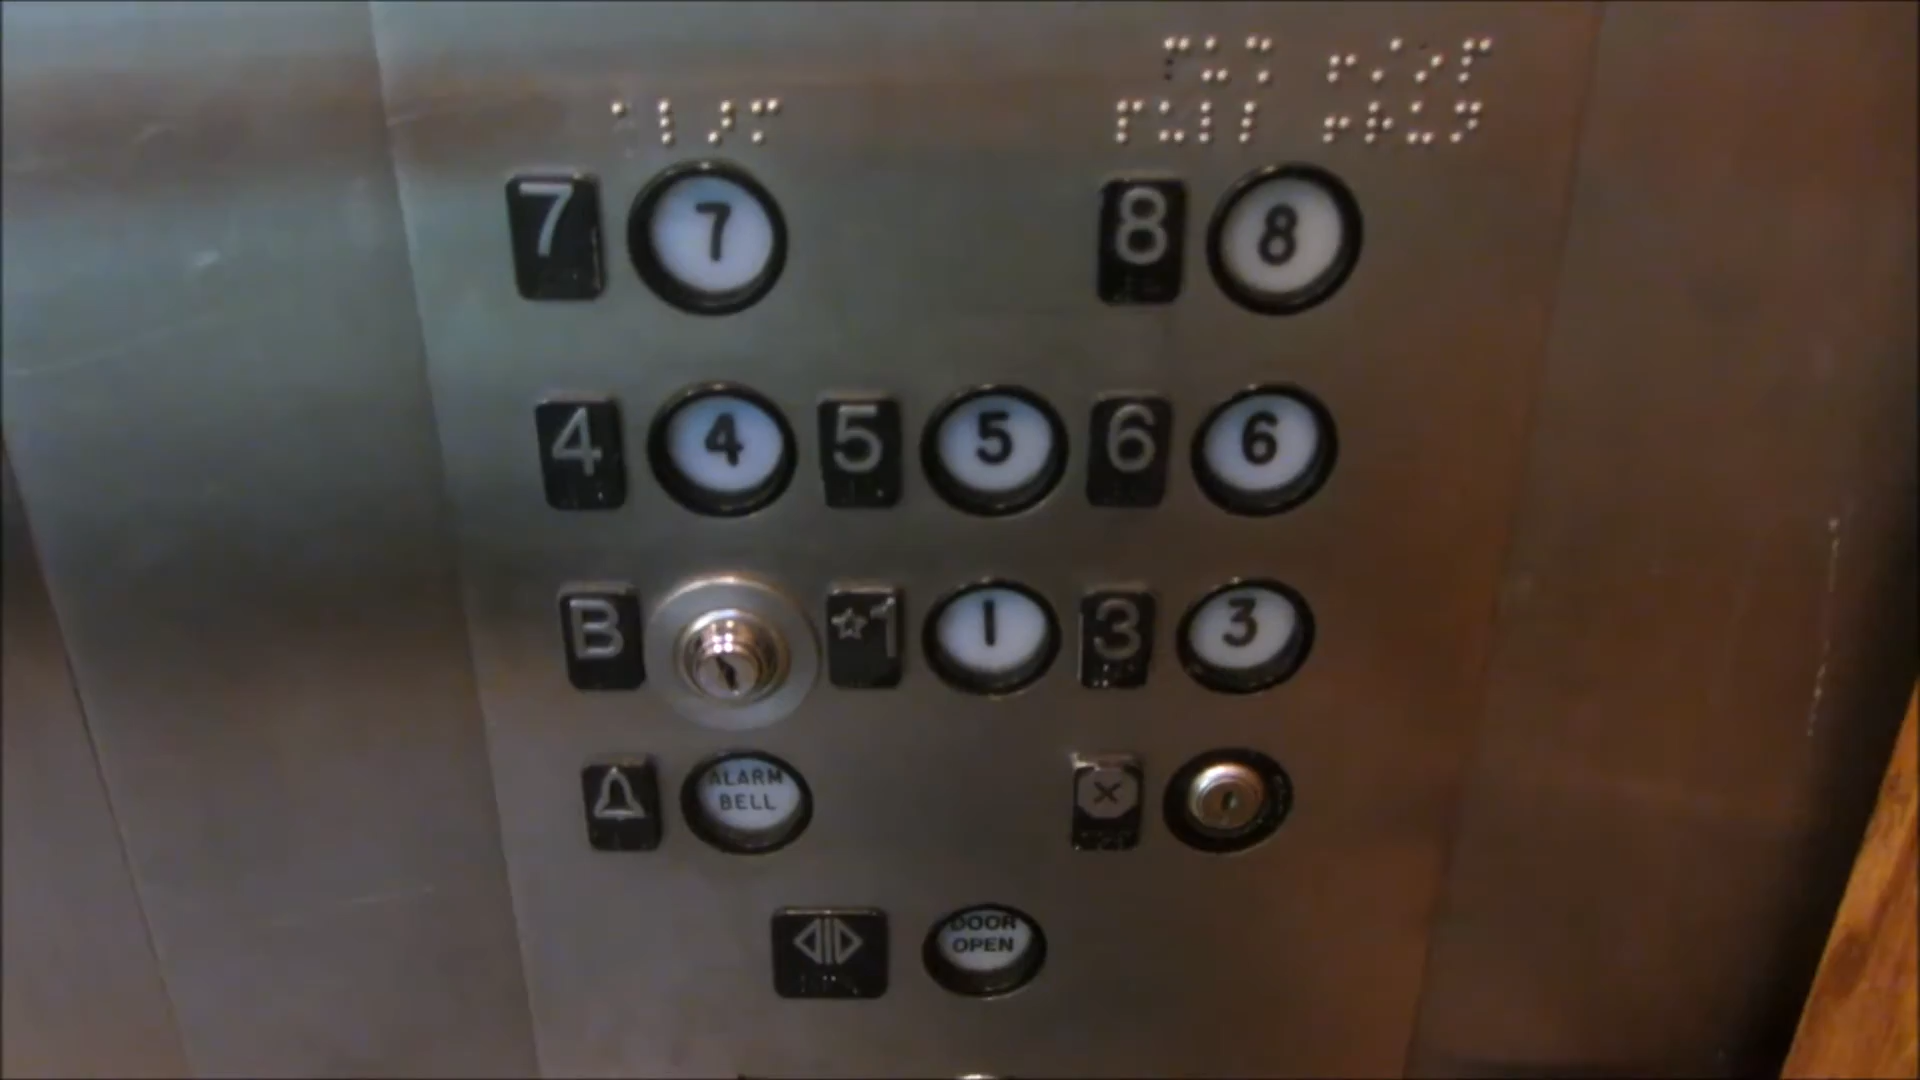 7 7 8 8
4 4 5 5 6 6
B ☆1 1 3 3
ALARM
BELL
DOOR
OPEN